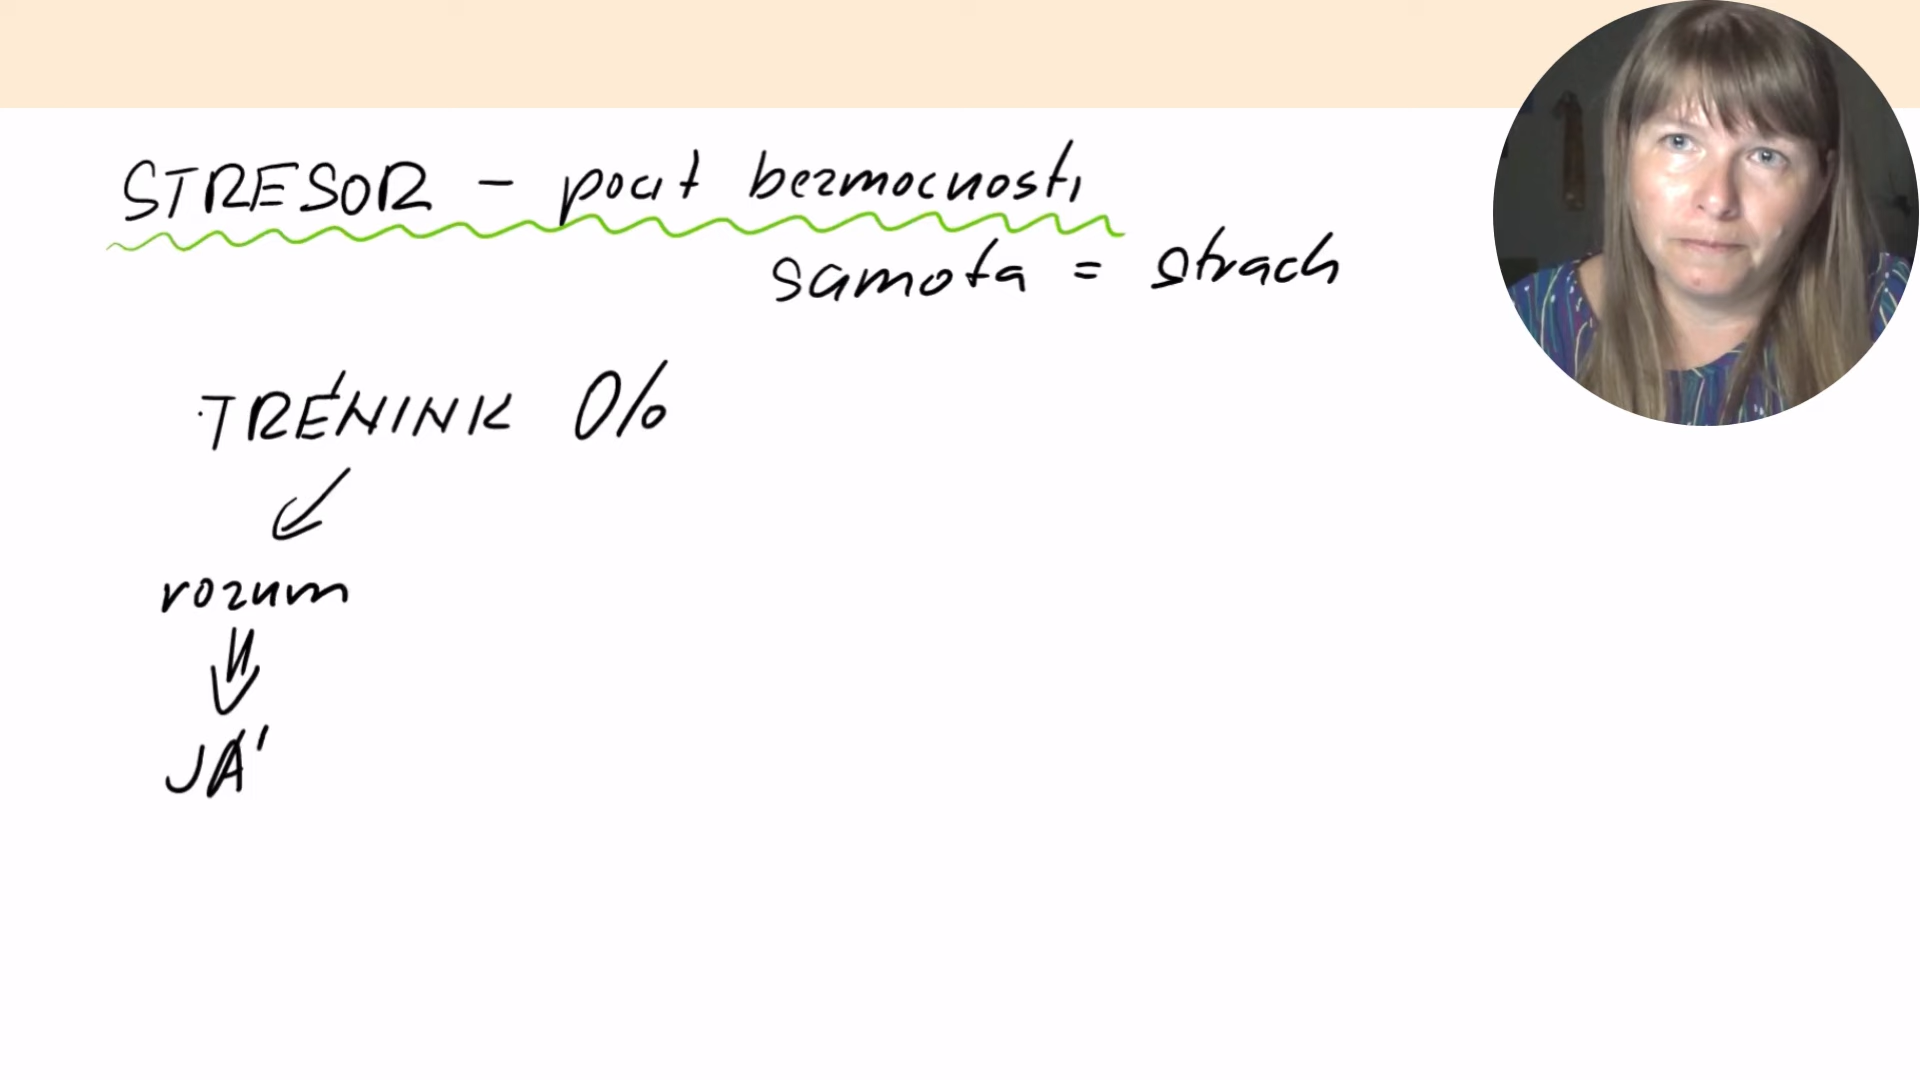 STRESOR - pocit bezmocnosti
samota = strach
TRÉNINK 0%
rozum
JÁ